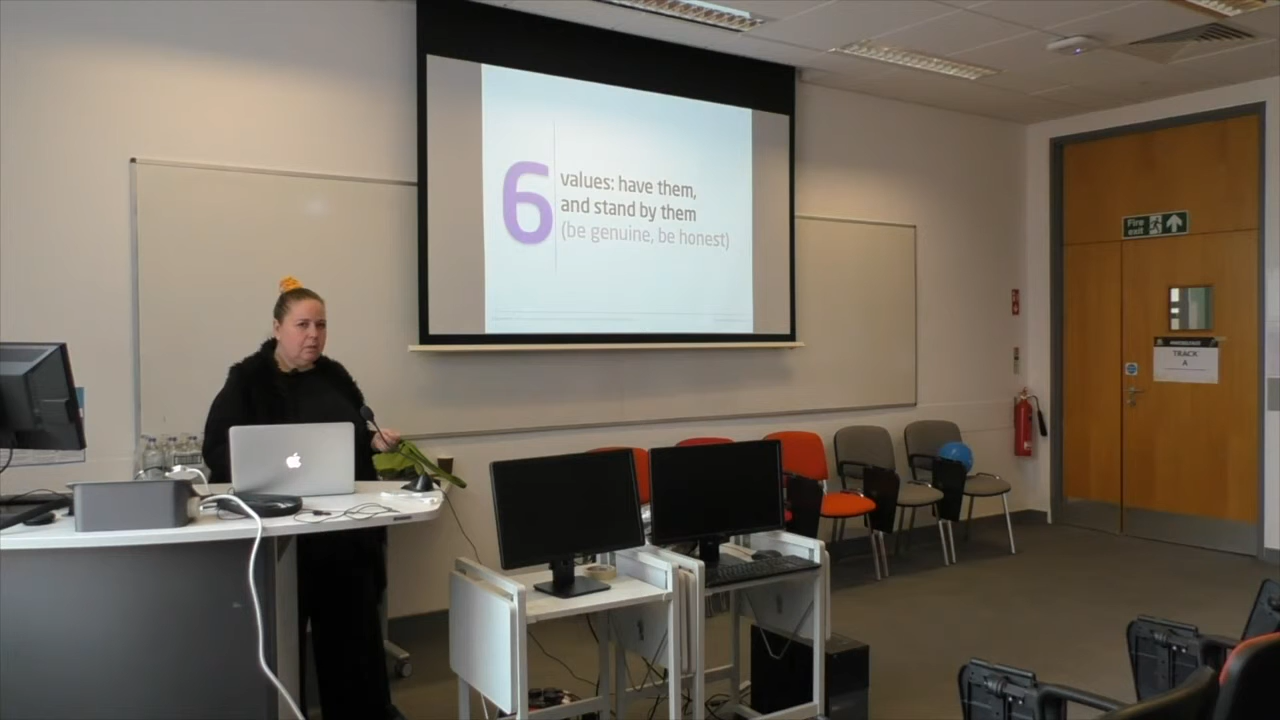 6
values: have them,
and stand by them
(be genuine, be honest)
Fire
exit
TRACK
A